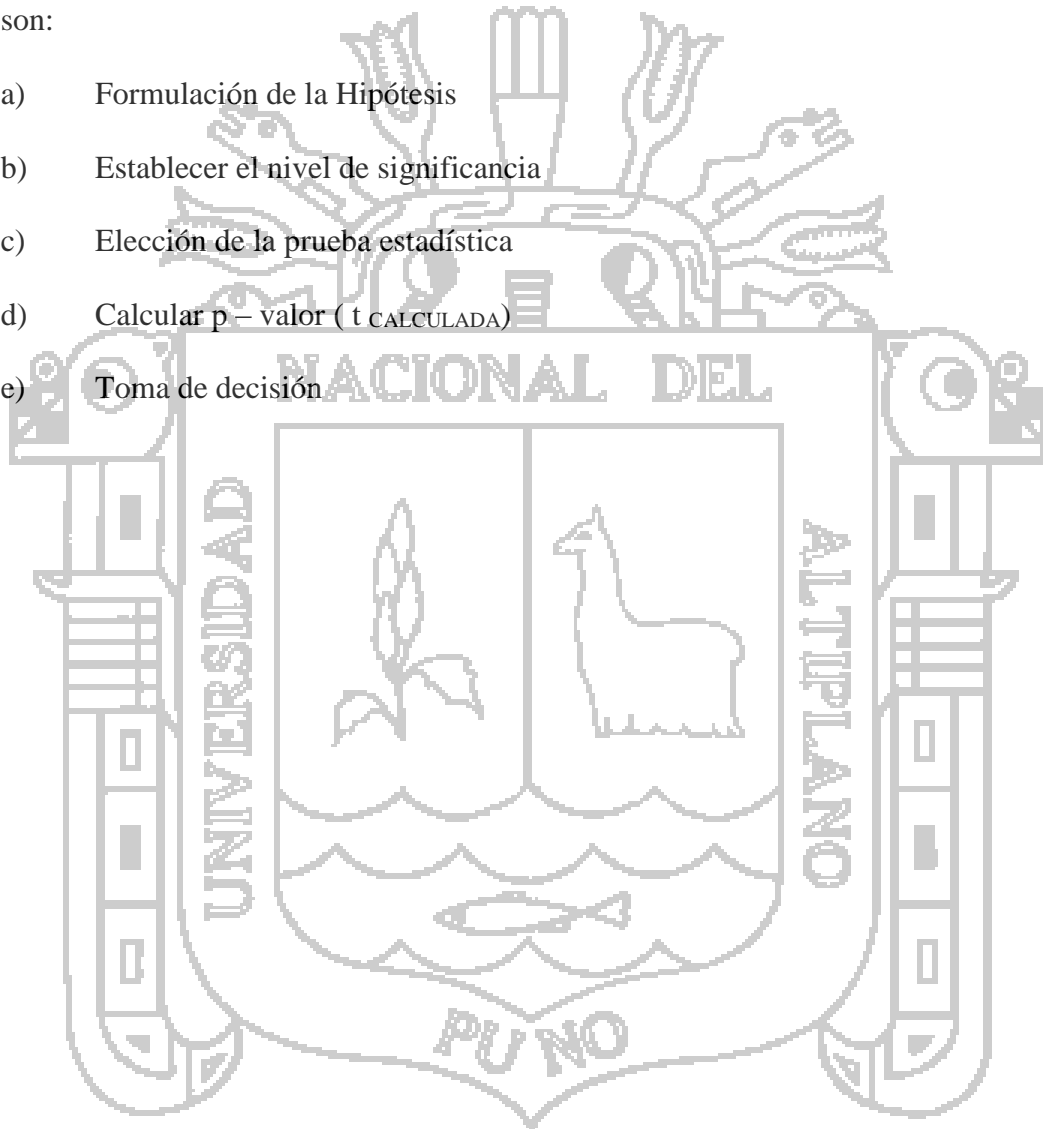 son:
a) Formulación de la Hipótesis
b) Establecer el nivel de significancia
c) Elección de la prueba estadística
d) Calcular p – valor ( t CALCULADA)
e) Toma de decisión
NACIONAL DEL
UNIVERSIDAD
ALTIPLANO
PUNO